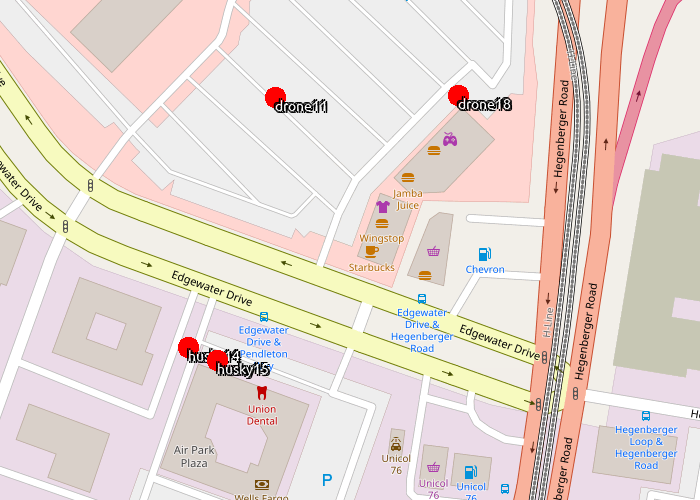 drone11
drone18
Hegenberger Road
Jamba
Juice
Wingstop
Starbucks
Chevron
Edgewater Drive
Edgewater Drive
Edgewater
Drive &
Hegenberger
Road
Edgewater Drive
H-Line
Hegenberger Road
Edgewater
Drive &
Pendleton
husky14
husky15
Union
Dental
Air Park
Plaza
Wells Fargo
P
Unicol
76
Unicol
76
Unicol
76
Hegenberger
Loop &
Hegenberger
Road